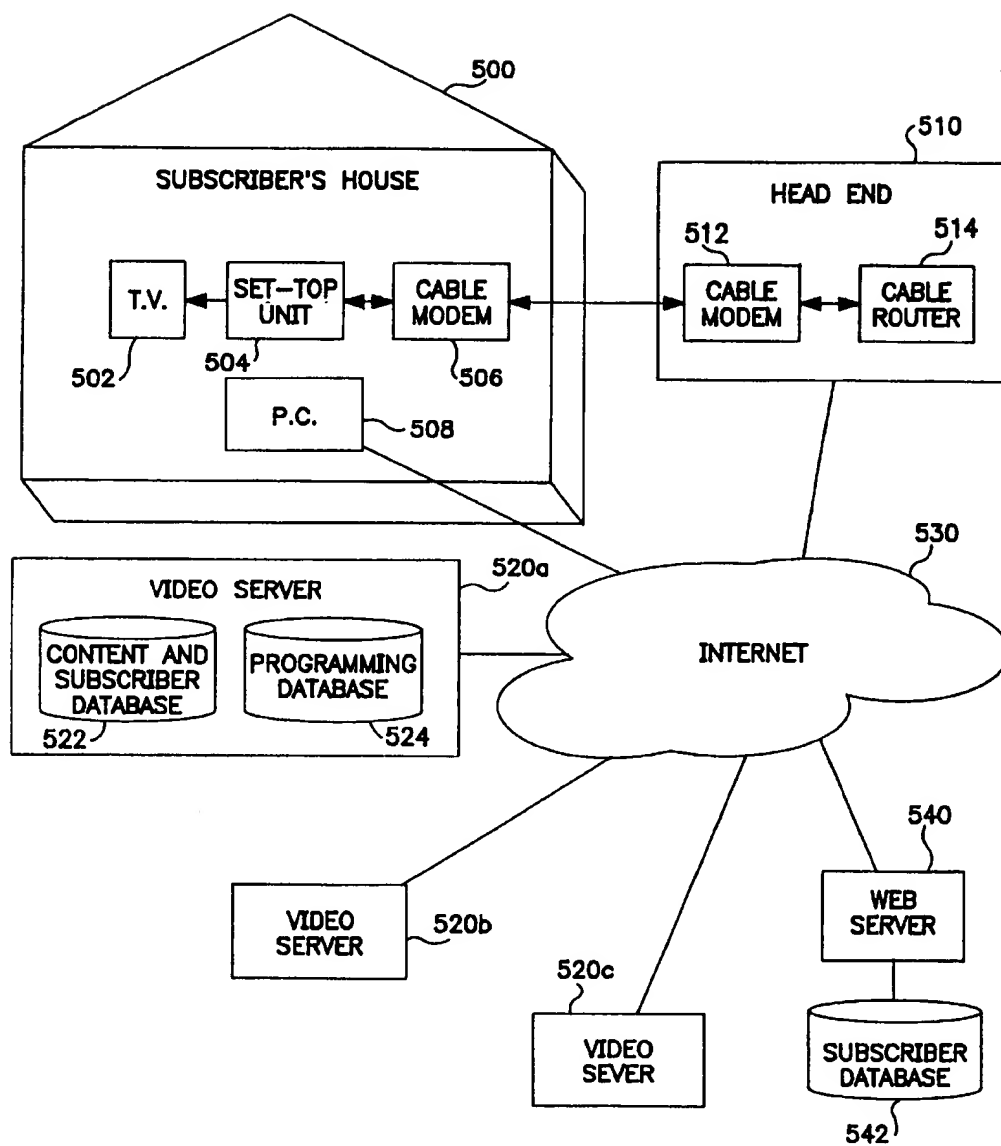 500
SUBSCRIBER'S HOUSE
T.V.
502
SET-TOP
UNIT
504
CABLE
MODEM
506
P.C.
508
510
HEAD END
512
CABLE
MODEM
514
CABLE
ROUTER
520a
VIDEO SERVER
CONTENT AND
SUBSCRIBER
DATABASE
522
PROGRAMMING
DATABASE
524
530
INTERNET
VIDEO
SERVER
520b
520c
VIDEO
SEVER
540
WEB
SERVER
SUBSCRIBER
DATABASE
542